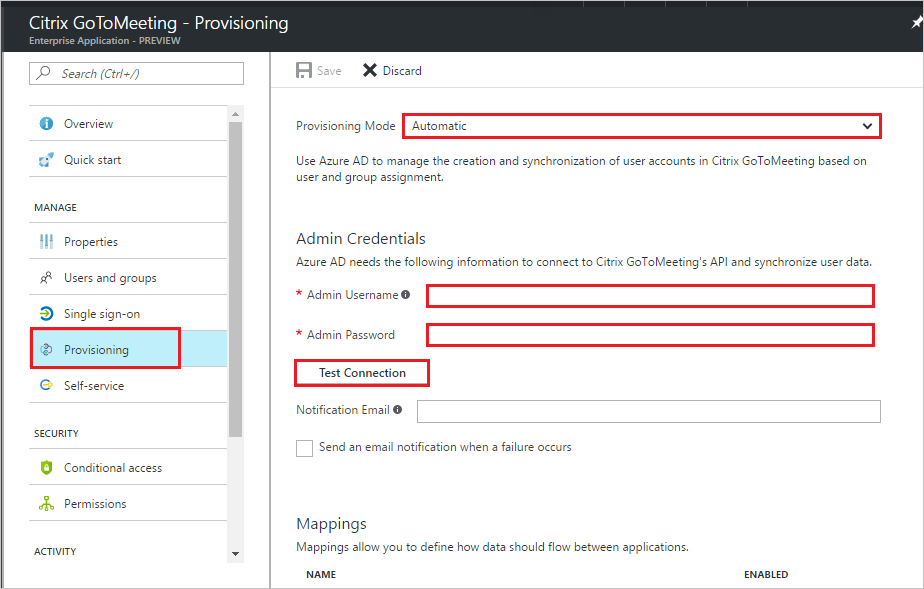 Citrix GoToMeeting - Provisioning
Enterprise Application - PREVIEW
Search (Ctrl+/)
Overview
Quick start
MANAGE
Properties
Users and groups
Single sign-on
Provisioning
Self-service
SECURITY
Conditional access
Permissions
ACTIVITY
Save
Discard
Provisioning Mode
Automatic
Use Azure AD to manage the creation and synchronization of user accounts in Citrix GoToMeeting based on
user and group assignment.
Admin Credentials
Azure AD needs the following information to connect to Citrix GoToMeeting's API and synchronize user data.
* Admin Username
* Admin Password
Test Connection
Notification Email
Send an email notification when a failure occurs
Mappings
Mappings allow you to define how data should flow between applications.
NAME
ENABLED